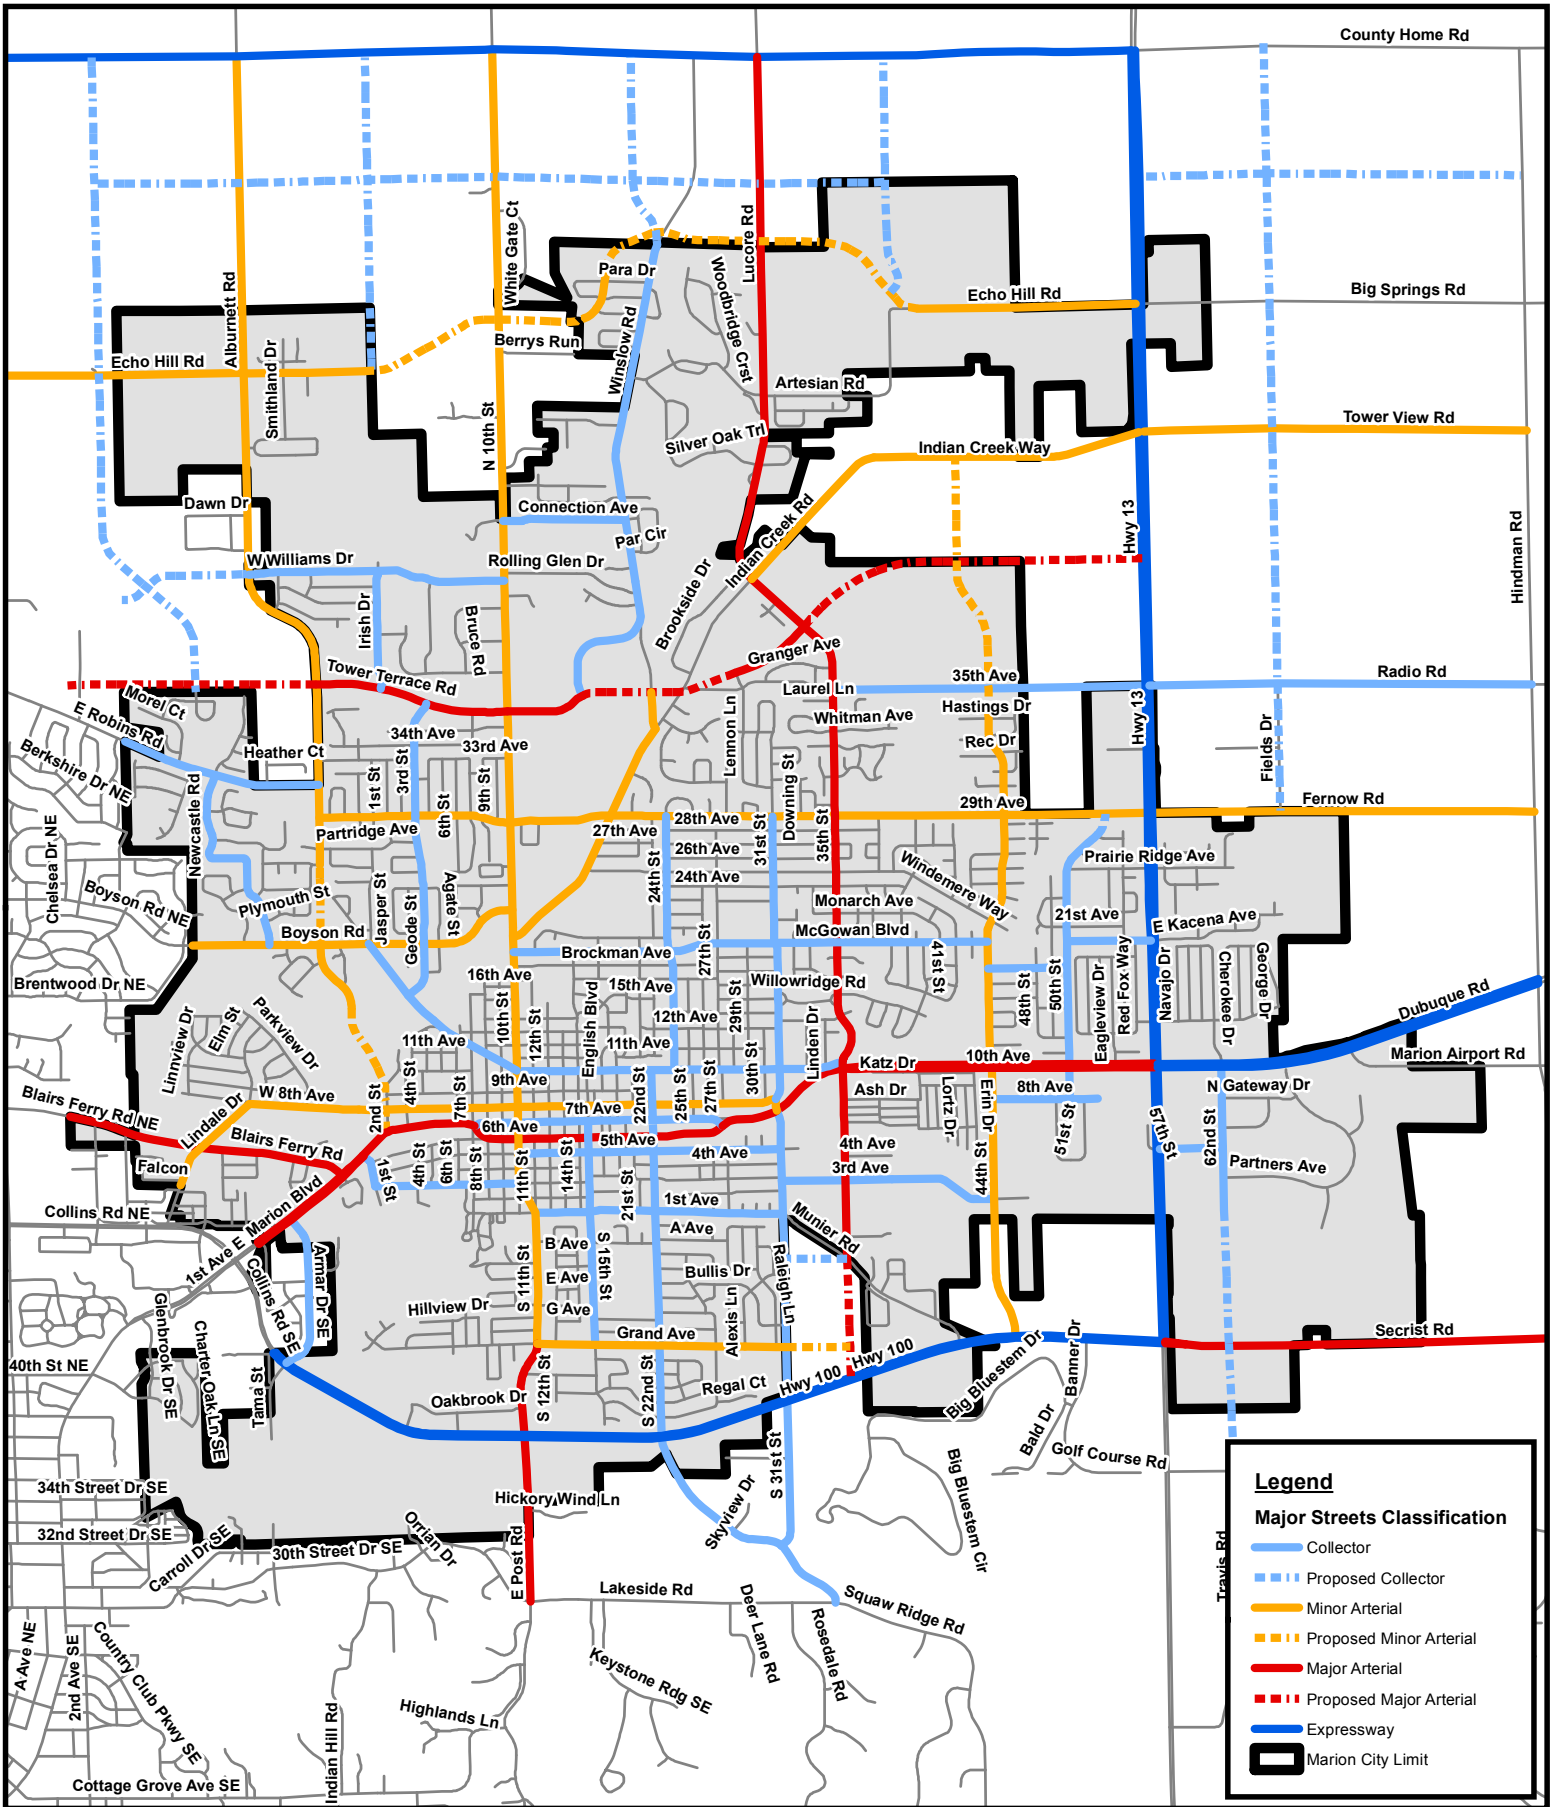 County Home Rd
White Gate Ct
Lucore Rd
Para Dr
Woodbridge Crst
Alburnett Rd
Echo Hill Rd
Big Springs Rd
Winslow Rd
Berrys Run
Smithland Dr
Echo Hill Rd
Artesian Rd
N 10th St
Silver Oak Trl
Tower View Rd
Indian Creek Way
Dawn Dr
Connection Ave
Par Cir
Indian Creek Rd
Hwy 13
Hindman Rd
W Williams Dr
Rolling Glen Dr
Brookside Dr
Irish Dr
Bruce Rd
Granger Ave
Tower Terrace Rd
Radio Rd
35th Ave
Laurel Ln
Morel Ct
Hastings Dr
E Robins Rd
Whitman Ave
Hwy 13
34th Ave
Lennon Ln
Heather Ct
33rd Ave
Rec Dr
Fields Dr
Berkshire Dr NE
1st St
3rd St
9th St
Downing St
Fernow Rd
29th Ave
Newcastle Rd
6th St
28th Ave
Partridge Ave
27th Ave
31st St
35th St
Chelsea Dr NE
26th Ave
Prairie Ridge Ave
24th St
24th Ave
Windemere Way
Boyson Rd NE
Plymouth St
Jasper St
Geode St
Agate St
Monarch Ave
21st Ave
E Kacena Ave
Boyson Rd
McGowan Blvd
Brockman Ave
27th St
41st St
Red Fox Way
Navajo Dr
Cherokee Dr
George Dr
16th Ave
Brentwood Dr NE
15th Ave
Willowridge Rd
48th St
50th St
Eagleview Dr
Dubuque Rd
Linnview Dr
Elm St
Parkview Dr
10th St
12th St
English Blvd
12th Ave
29th St
Linden Dr
11th Ave
11th Ave
10th Ave
Marion Airport Rd
Katz Dr
9th Ave
30th St
8th Ave
N Gateway Dr
W 8th Ave
4th St
7th St
22nd St
25th St
27th St
Ash Dr
Lortz Dr
Erin Dr
Blairs Ferry Rd NE
Lindale Dr
2nd St
7th Ave
51st St
57th St
62nd St
6th Ave
Blairs Ferry Rd
5th Ave
4th Ave
4th Ave
Falcon
1st St
4th St
6th St
8th St
11th St
14th St
3rd Ave
44th St
Partners Ave
21st St
1st Ave
Collins Rd NE
Marion Blvd
A Ave
Munier Rd
1st Ave E
B Ave
S 15th St
Collins Rd SE
Armar Dr SE
S 11th St
E Ave
Bullis Dr
Raleigh Ln
Hillview Dr
G Ave
Alexis Ln
Glenbrook Dr SE
Charter Oak Ln SE
Grand Ave
Secrist Rd
Hwy 100
Big Bluestem Dr
Banner Dr
40th St NE
Tama St
Hwy 100
Regal Ct
S 12th St
S 22nd St
Oakbrook Dr
Bald Dr
Golf Course Rd
S 31st St
Big Bluestem Cir
34th Street Dr SE
Hickory Wind Ln
Skyview Dr
32nd Street Dr SE
Carroll Dr SE
30th Street Dr SE
Orrian Dr
E Post Rd
Travis Rd
Lakeside Rd
Deer Lane Rd
Rosedale Rd
Squaw Ridge Rd
A Ave NE
2nd Ave SE
Country Club Pkwy SE
Keystone Rdg SE
Indian Hill Rd
Highlands Ln
Cottage Grove Ave SE
Legend
Major Streets Classification
Collector
Proposed Collector
Minor Arterial
Proposed Minor Arterial
Major Arterial
Proposed Major Arterial
Expressway
Marion City Limit